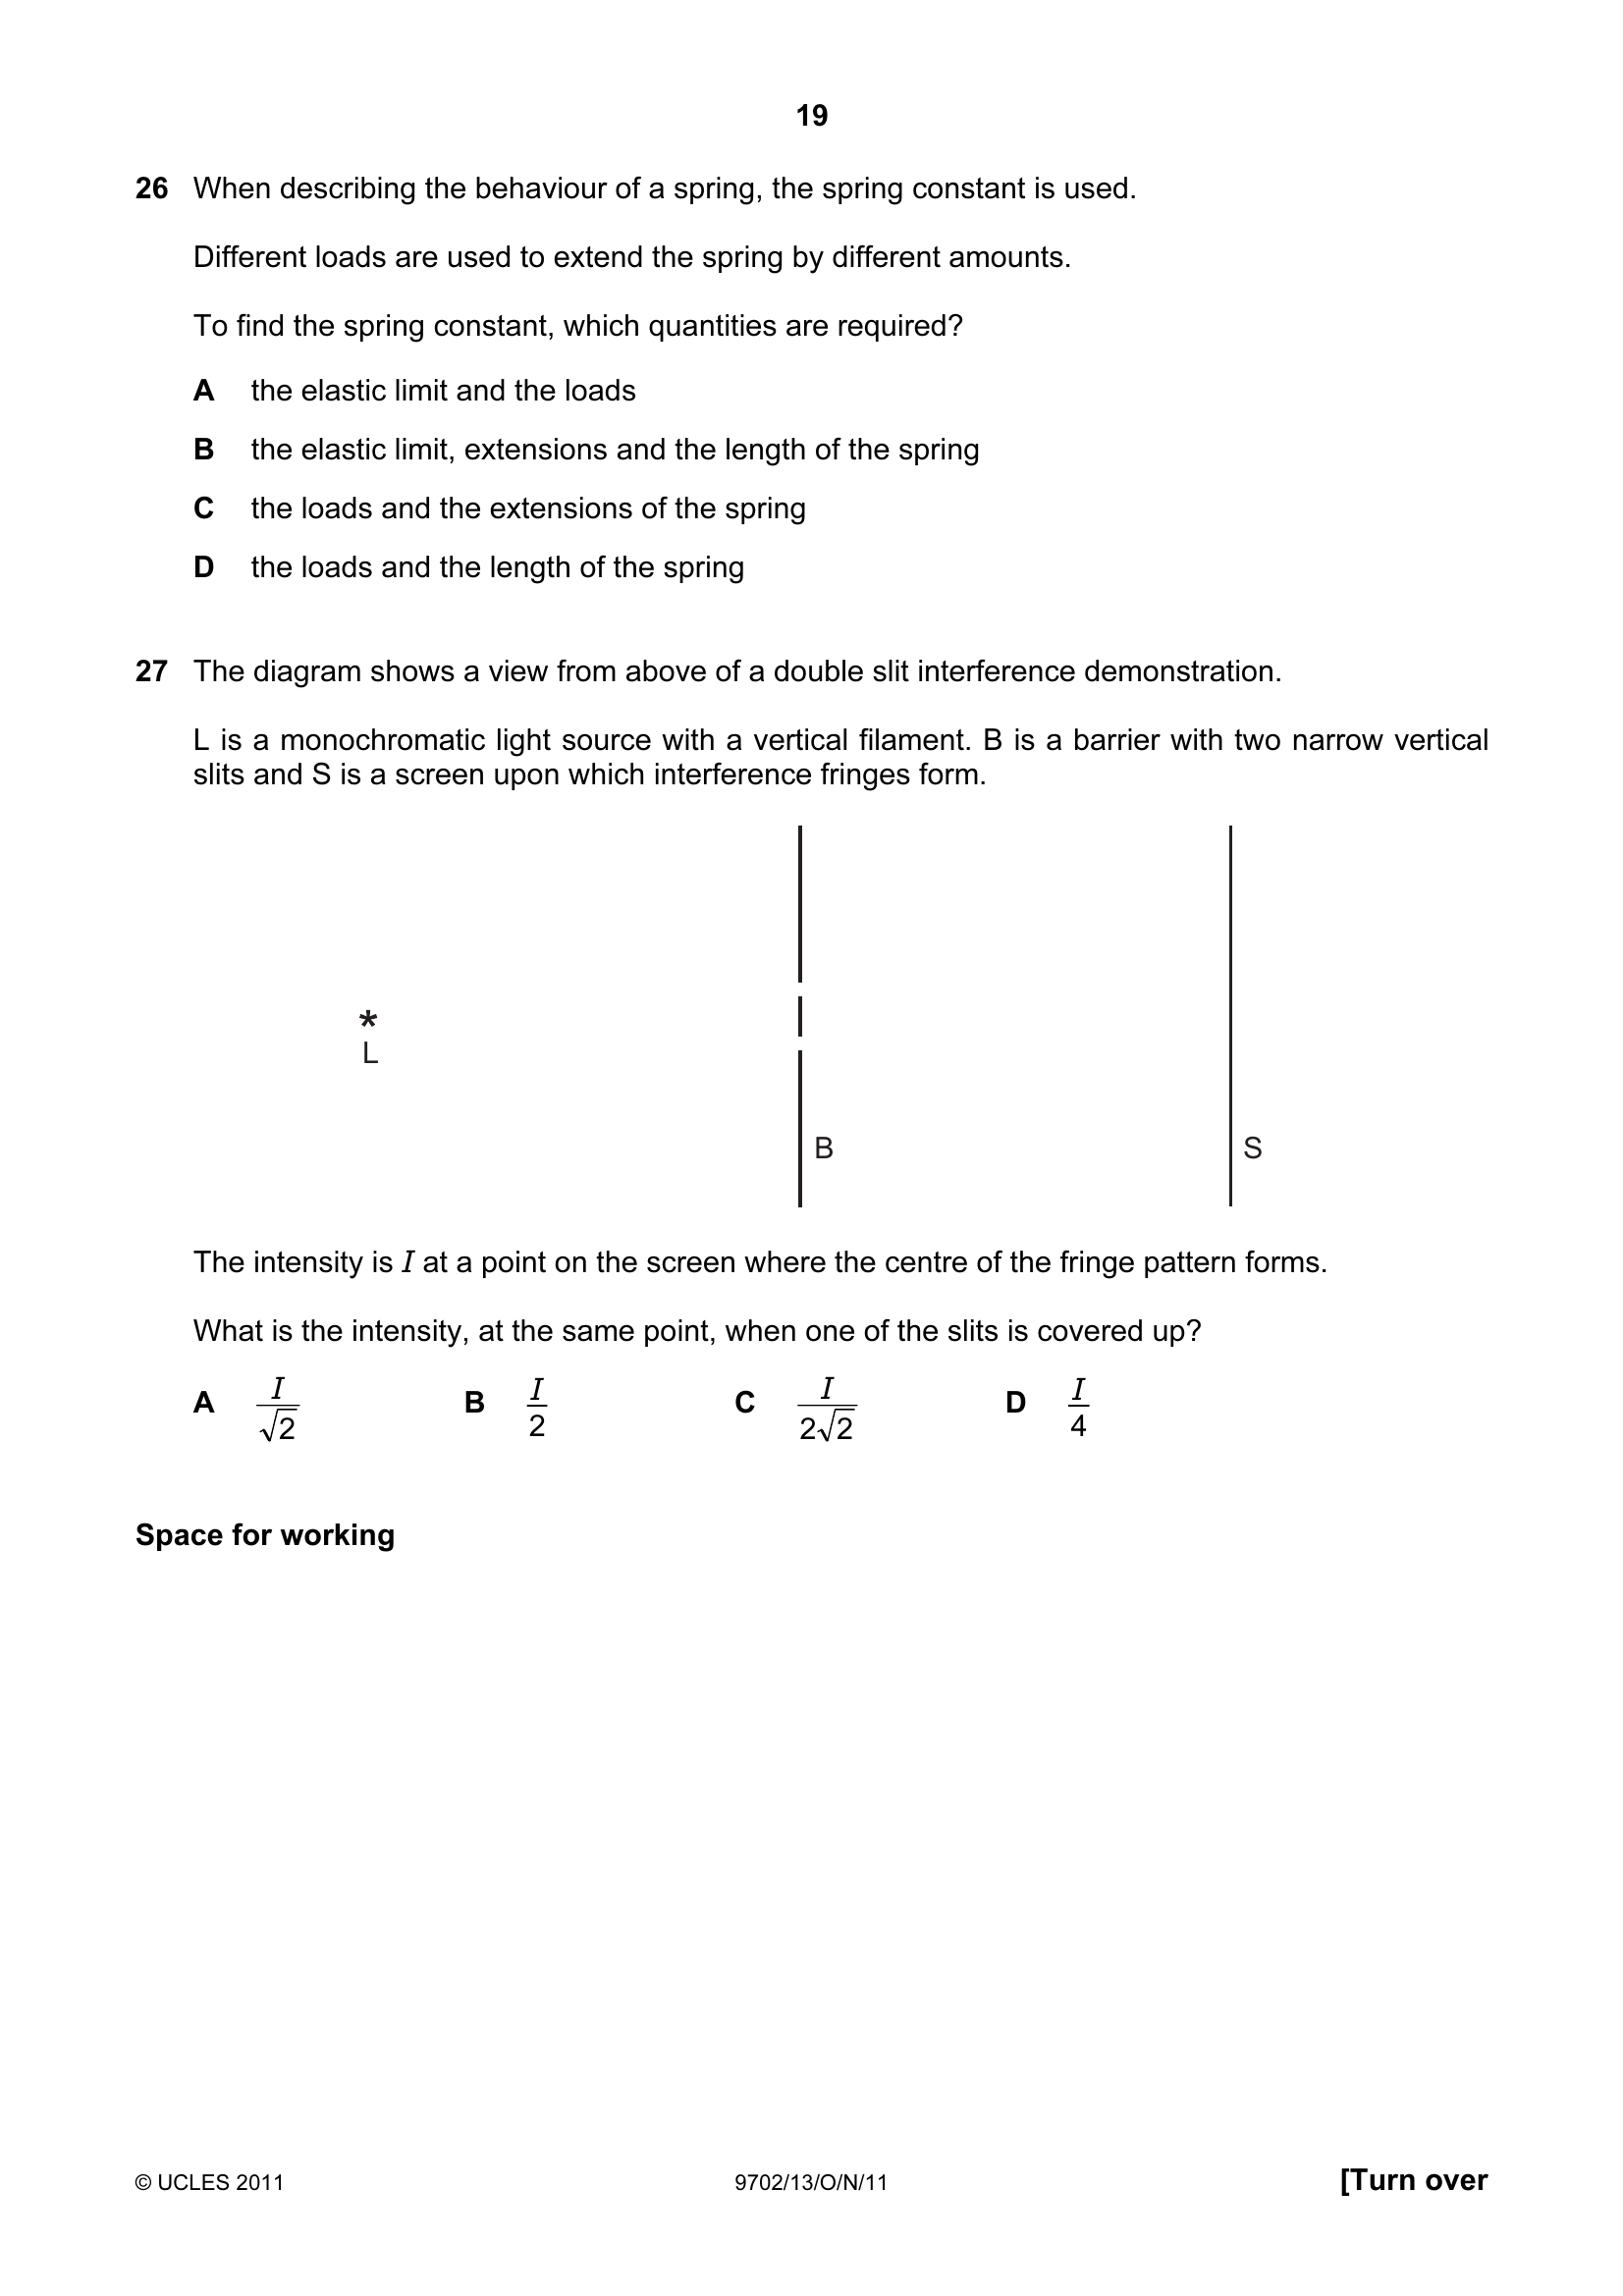 19
26 When describing the behaviour of a spring, the spring constant is used.
Different loads are used to extend the spring by different amounts.
To find the spring constant, which quantities are required?
A the elastic limit and the loads
B the elastic limit, extensions and the length of the spring
C the loads and the extensions of the spring
D the loads and the length of the spring
27 The diagram shows a view from above of a double slit interference demonstration.
L is a monochromatic light source with a vertical filament. B is a barrier with two narrow vertical
slits and S is a screen upon which interference fringes form.
*
L
B
S
The intensity is I at a point on the screen where the centre of the fringe pattern forms.
What is the intensity, at the same point, when one of the slits is covered up?
A I/√2 B I/2 C I/2√2 D I/4
Space for working
© UCLES 2011 9702/13/O/N/11 [Turn over